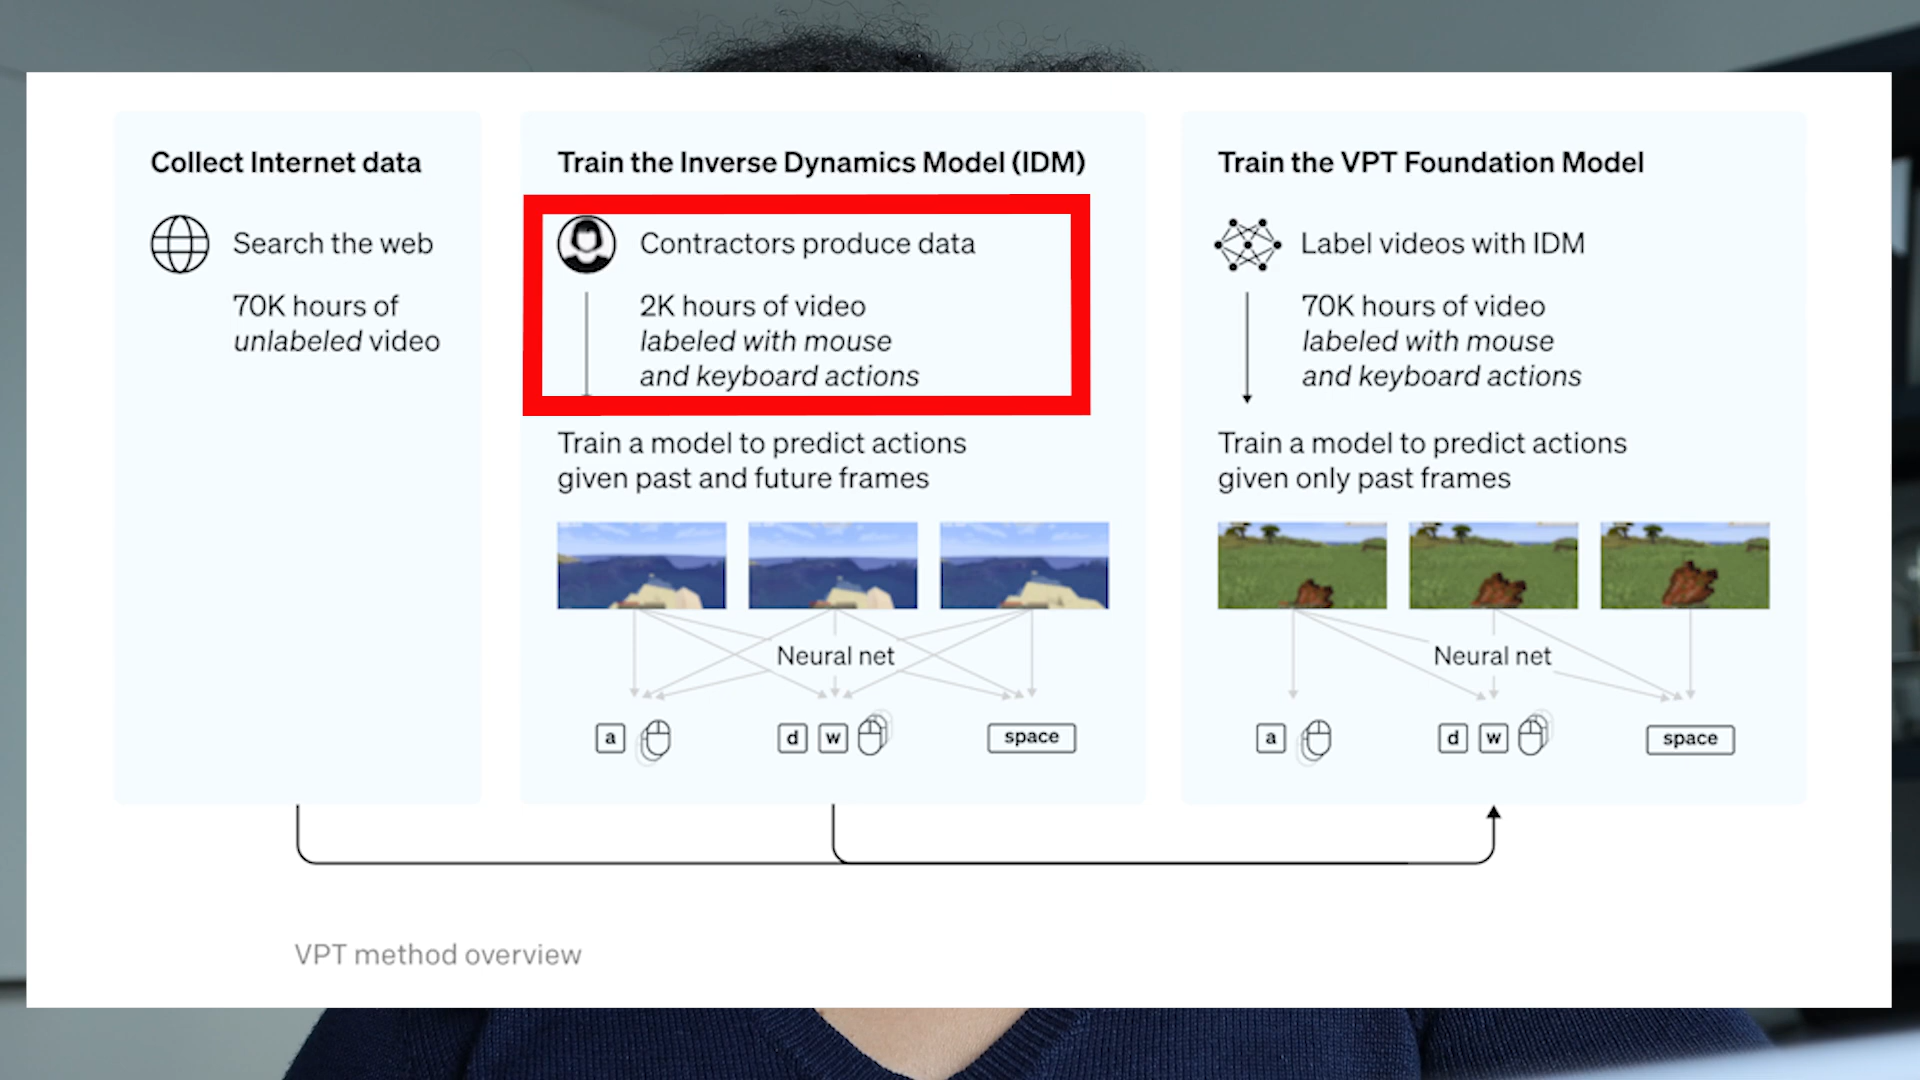 Collect Internet data
Search the web
70K hours of
unlabeled video
Train the Inverse Dynamics Model (IDM)
Contractors produce data
2K hours of video
labeled with mouse
and keyboard actions
Train a model to predict actions
given past and future frames
Neural net
a
d
w
space
Train the VPT Foundation Model
Label videos with IDM
70K hours of video
labeled with mouse
and keyboard actions
Train a model to predict actions
given only past frames
Neural net
a
d
w
space
VPT method overview